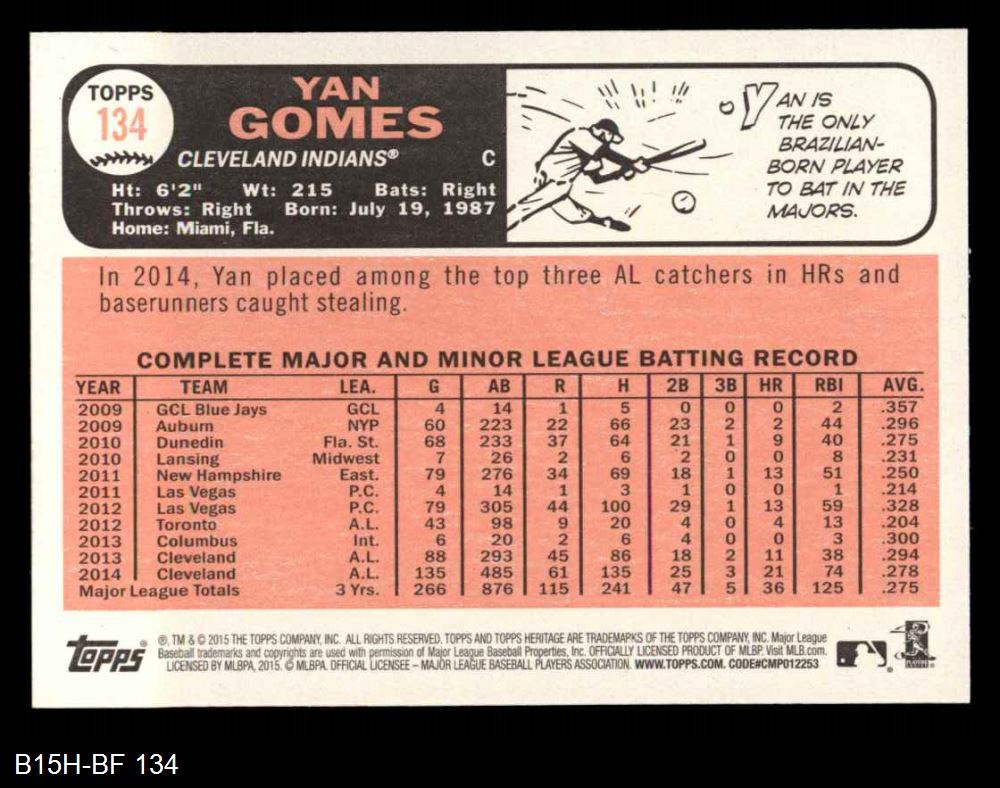 TOPPS
134
YAN
GOMES
CLEVELAND INDIANS® C
Ht: 6'2" Wt: 215 Bats: Right
Throws: Right Born: July 19, 1987
Home: Miami, Fla.
YAN IS
THE ONLY
BRAZILIAN-
BORN PLAYER
TO BAT IN THE
MAJORS.
In 2014, Yan placed among the top three AL catchers in HRs and
baserunners caught stealing.
COMPLETE MAJOR AND MINOR LEAGUE BATTING RECORD
YEAR TEAM LEA. G AB R H 2B 3B HR RBI AVG.
2009 GCL Blue Jays GCL 4 14 1 5 0 0 0 2 .357
2009 Auburn NYP 60 223 22 66 23 2 2 44 .296
2010 Dunedin Fla. St. 68 233 37 64 21 1 9 40 .275
2010 Lansing Midwest 7 26 2 6 2 0 0 8 .231
2011 New Hampshire East. 79 276 34 69 18 1 13 51 .250
2011 Las Vegas P.C. 4 14 1 3 1 0 0 1 .214
2012 Las Vegas P.C. 79 305 44 100 29 1 13 59 .328
2012 Toronto A.L. 43 98 9 20 4 0 4 13 .204
2013 Columbus Int. 6 20 2 6 4 0 0 3 .300
2013 Cleveland A.L. 88 293 45 86 18 2 11 38 .294
2014 Cleveland A.L. 135 485 61 135 25 3 21 74 .278
Major League Totals 3 Yrs. 266 876 115 241 47 5 36 125 .275
topps®
®, TM & © 2015 THE TOPPS COMPANY, INC. ALL RIGHTS RESERVED. TOPPS AND TOPPS HERITAGE ARE TRADEMARKS OF THE TOPPS COMPANY, INC. Major League
Baseball trademarks and copyrights are used with permission of Major League Baseball Properties, Inc. OFFICIALLY LICENSED PRODUCT OF MLBP. Visit MLB.com.
LICENSED BY MLBPA, 2015. © MLBPA. OFFICIAL LICENSEE – MAJOR LEAGUE BASEBALL PLAYERS ASSOCIATION. WWW.TOPPS.COM. CODE#CMP012253
B15H-BF 134